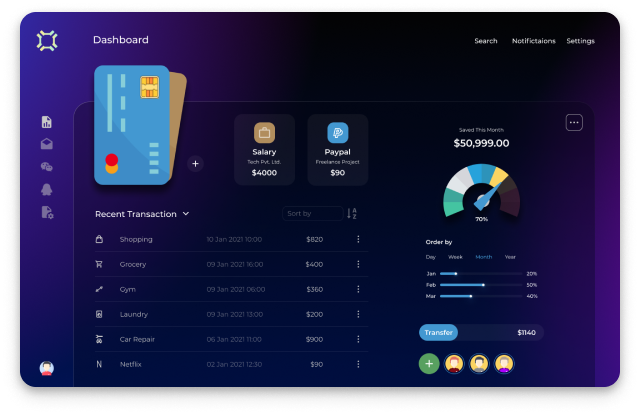 Dashboard
Search Notifictaions Settings
Salary
Tech Pvt. Ltd.
$4000
Paypal
Freelance Project
$90
Saved This Month
$50,999.00
70%
Recent Transaction
Sort by
A
Z
Shopping 10 Jan 2021 10:00 $820
Grocery 09 Jan 2021 16:00 $400
Gym 09 Jan 2021 06:00 $360
Laundry 09 Jan 2021 13:00 $200
Car Repair 06 Jan 2021 11:00 $900
N Netflix 02 Jan 2021 12:30 $90
Order by
Day Week Month Year
Jan 20%
Feb 50%
Mar 40%
Transfer $1140